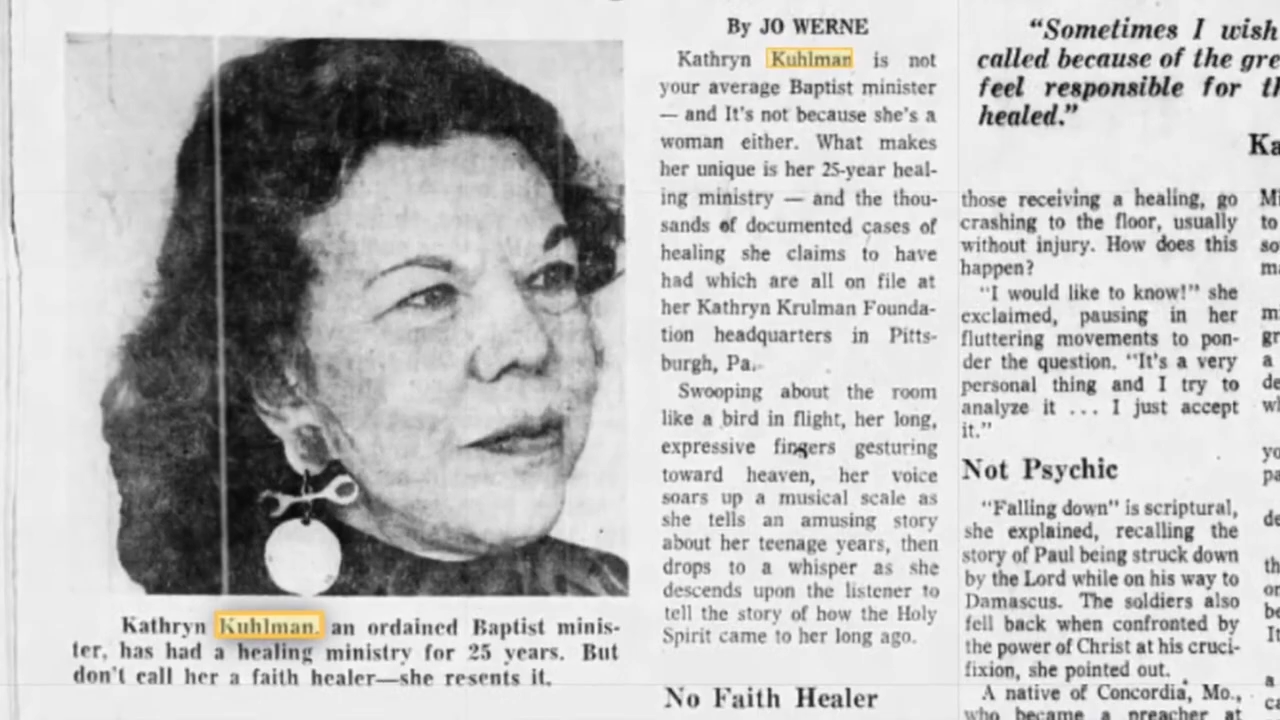 By JO WERNE
Kathryn Kuhlman is not
your average Baptist minister
— and It's not because she's a
woman either. What makes
her unique is her 25-year heal-
ing ministry — and the thou-
sands of documented cases of
healing she claims to have
had which are all on file at
her Kathryn Krulman Founda-
tion headquarters in Pitts-
burgh, Pa.
Swooping about the room
like a bird in flight, her long,
expressive fingers gesturing
toward heaven, her voice
soars up a musical scale as
she tells an amusing story
about her teenage years, then
drops to a whisper as she
descends upon the listener to
tell the story of how the Holy
Spirit came to her long ago.
No Faith Healer
Kathryn Kuhlman, an ordained Baptist minis-
ter, has had a healing ministry for 25 years. But
don't call her a faith healer—she resents it.
"Sometimes I wish
called because of the gre
feel responsible for th
healed."
Ka
those receiving a healing, go
crashing to the floor, usually
without injury. How does this
happen?
"I would like to know!" she
exclaimed, pausing in her
fluttering movements to pon-
der the question. "It's a very
personal thing and I try to
analyze it ... I just accept
it."
Not Psychic
"Falling down" is scriptural,
she explained, recalling the
story of Paul being struck down
by the Lord while on his way to
Damascus. The soldiers also
fell back when confronted by
the power of Christ at his cruci-
fixion, she pointed out.
A native of Concordia, Mo.,
who became a preacher at